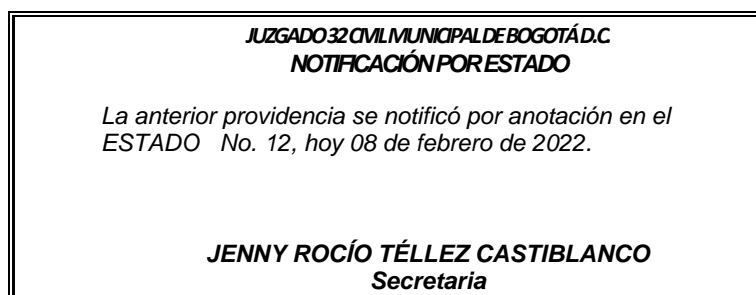 JUZGADO 32 CIVIL MUNICIPAL DE BOGOTÁ D.C.
NOTIFICACIÓN POR ESTADO
La anterior providencia se notificó por anotación en el
ESTADO No. 12, hoy 08 de febrero de 2022.
JENNY ROCÍO TÉLLEZ CASTIBLANCO
Secretaria